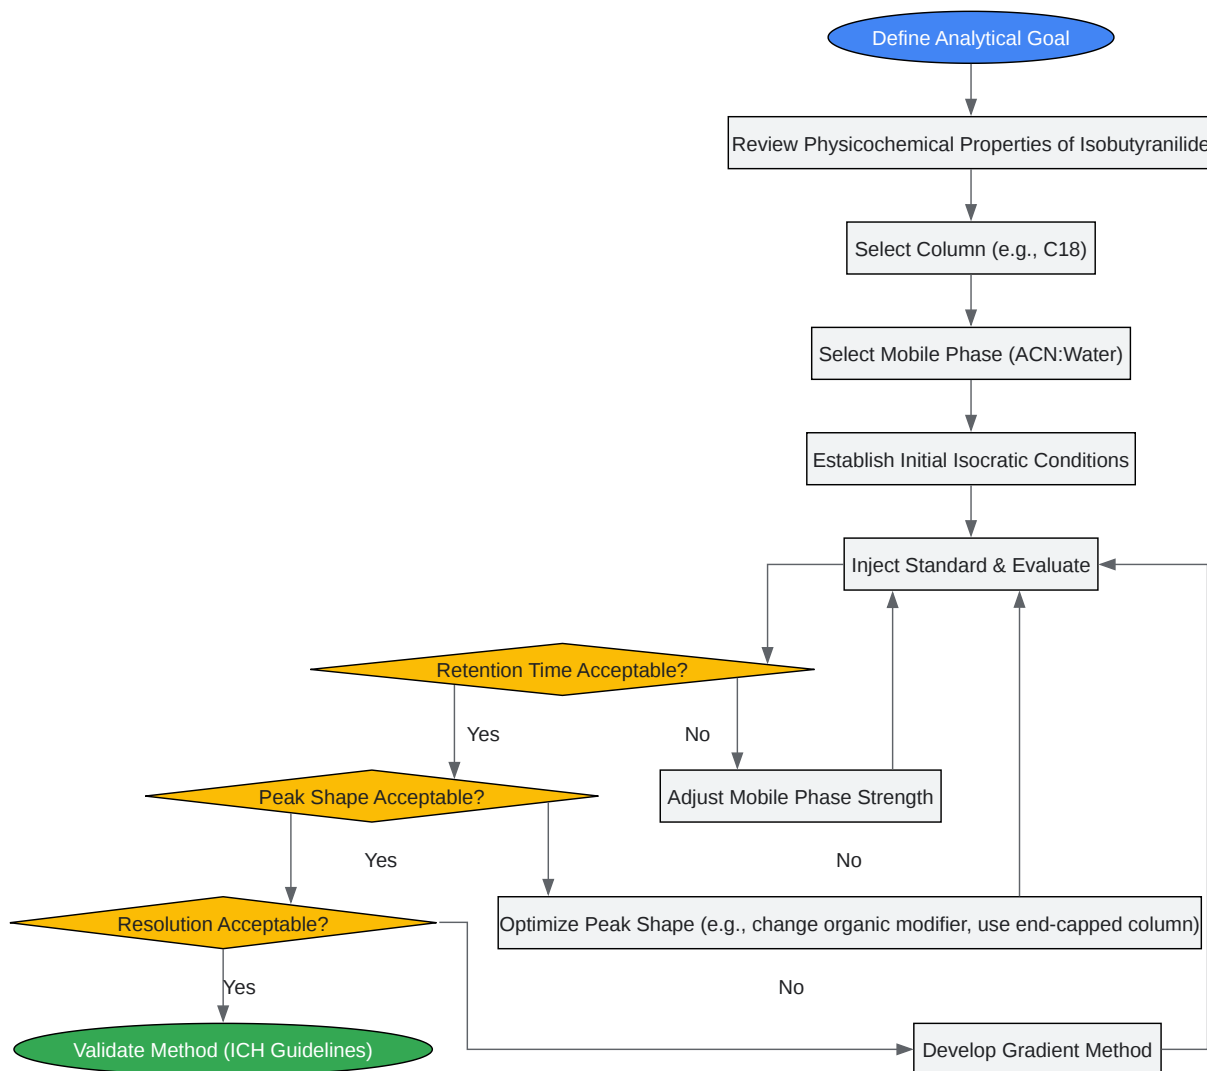 Define Analytical Goal
Review Physicochemical Properties of Isobutyranilide
Select Column (e.g., C18)
Select Mobile Phase (ACN:Water)
Establish Initial Isocratic Conditions
Inject Standard & Evaluate
Retention Time Acceptable?
Yes
No
Peak Shape Acceptable?
Adjust Mobile Phase Strength
Yes
No
Resolution Acceptable?
Optimize Peak Shape (e.g., change organic modifier, use end-capped column)
Yes
No
Validate Method (ICH Guidelines)
Develop Gradient Method